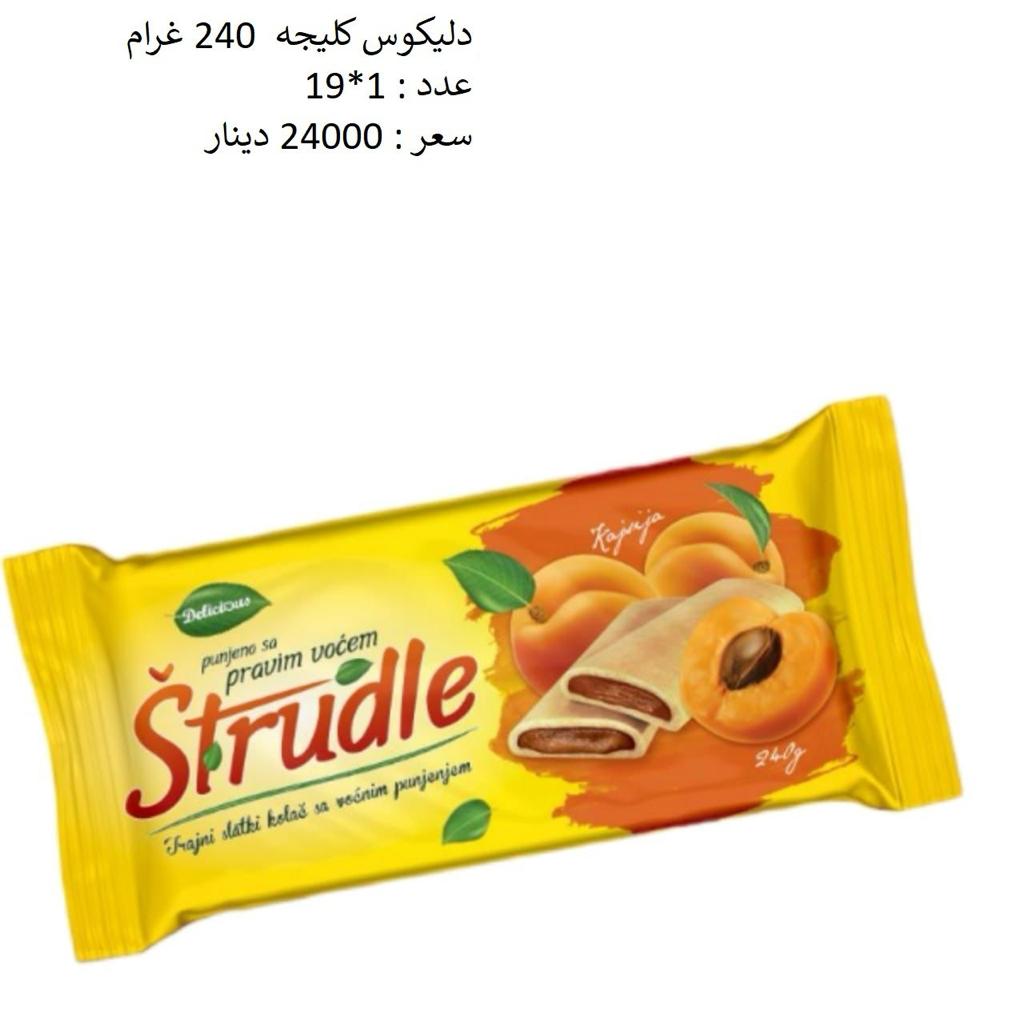 دليكوس كليجه 240 غرام
عدد : 1*19
سعر : 24000 دينار
Delicious
punjeno sa
pravim voćem
Štrudle
Trajni slatki kolač sa voćnim punjenjem
Kajsija
240g